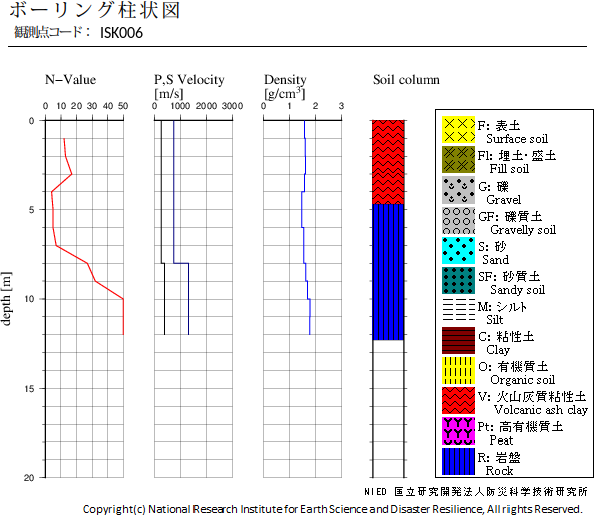 ボーリング柱状図
観測点コード： ISK006
N-Value P,S Velocity Density Soil column
[m/s] [g/cm3]
0 10 20 30 40 50 0 1000 2000 3000 0 1 2 3
0
5
10
15
20
depth [m]
F: 表土
Surface soil
Fl: 埋土・盛土
Fill soil
G: 礫
Gravel
GF: 礫質土
Gravelly soil
S: 砂
Sand
SF: 砂質土
Sandy soil
M: シルト
Silt
C: 粘性土
Clay
O: 有機質土
Organic soil
V: 火山灰質粘性土
Volcanic ash clay
Pt: 高有機質土
Peat
R: 岩盤
Rock
NIED 国立研究開発法人防災科学技術研究所
Copyright(c) National Research Institute for Earth Science and Disaster Resilience, All rights Reserved.